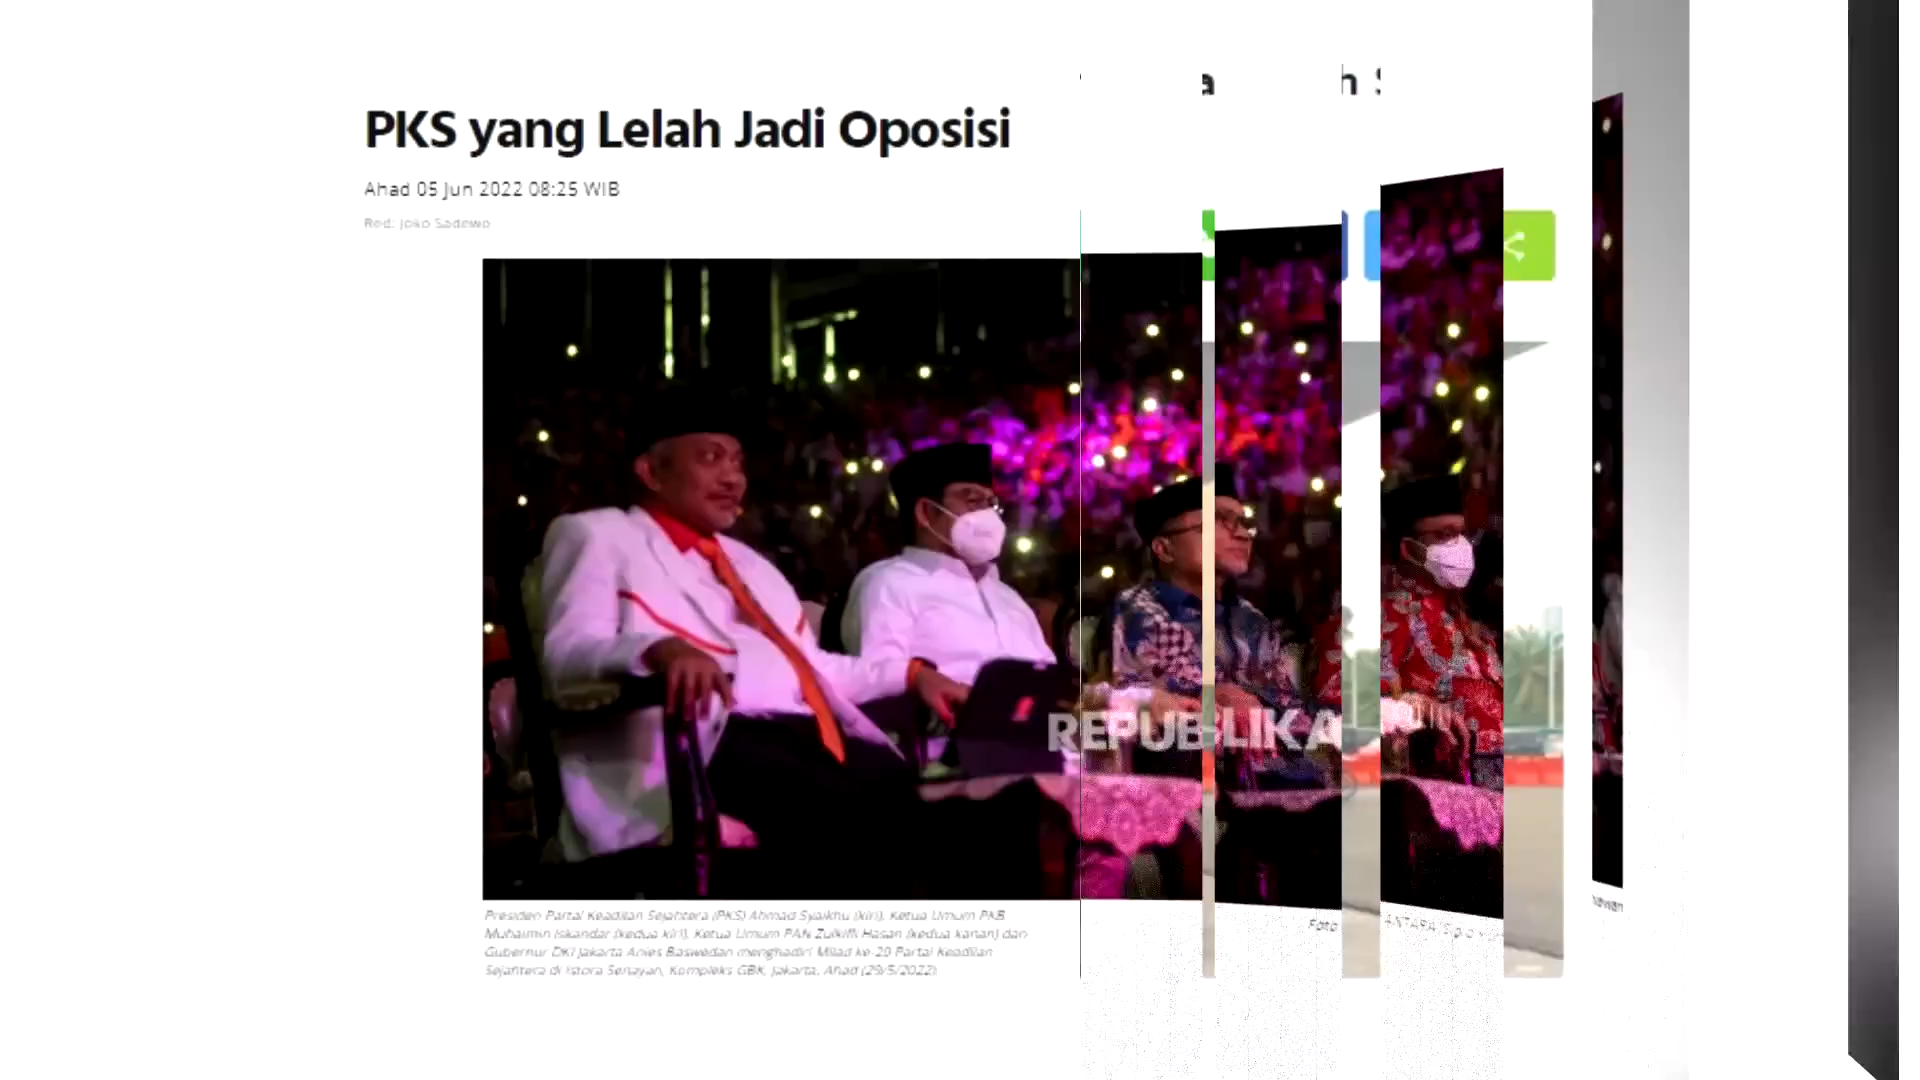 PKS yang Lelah Jadi Oposisi
Ahad 05 Jun 2022 08:25 WIB
Red: Joko Sadewo
a
h S
REPUBLIKA
Presiden Partai Keadilan Sejahtera (PKS) Ahmad Syaikhu (kiri), Ketua Umum PKB
Muhaimin Iskandar (kedua kiri), Ketua Umum PAN Zulkifli Hasan (kedua kanan) dan
Gubernur DKI Jakarta Anies Baswedan menghadiri Milad ke-20 Partai Keadilan
Sejahtera di Istora Senayan, Kompleks GBK, Jakarta, Ahad (29/5/2022).
Foto
ANTARA/Sigid